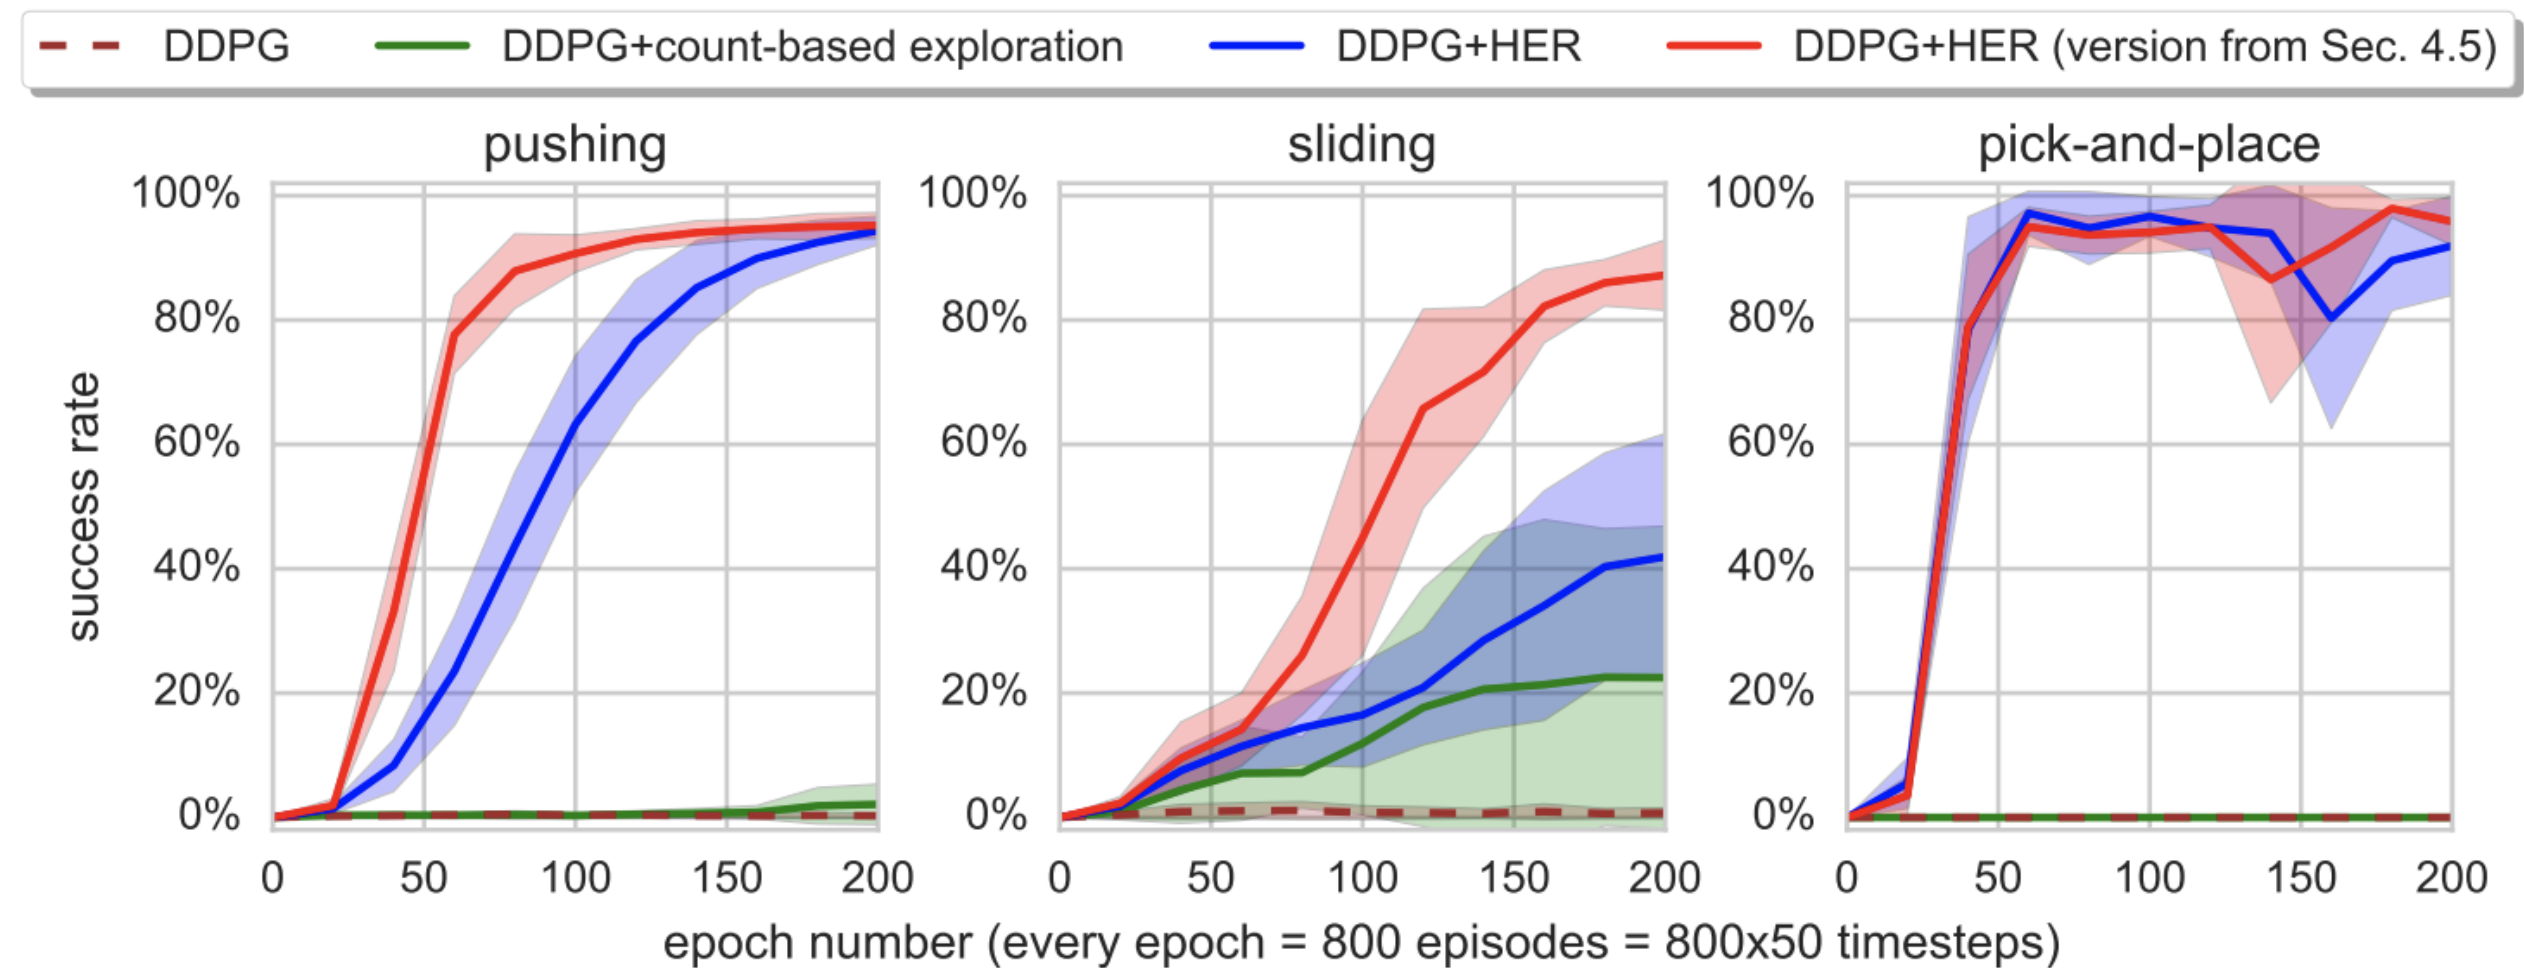 DDPG DDPG+count-based exploration DDPG+HER DDPG+HER (version from Sec. 4.5)
pushing sliding pick-and-place
success rate
100% 100% 100%
80% 80% 80%
60% 60% 60%
40% 40% 40%
20% 20% 20%
0% 0% 0%
0 50 100 150 200 0 50 100 150 200 0 50 100 150 200
epoch number (every epoch = 800 episodes = 800x50 timesteps)